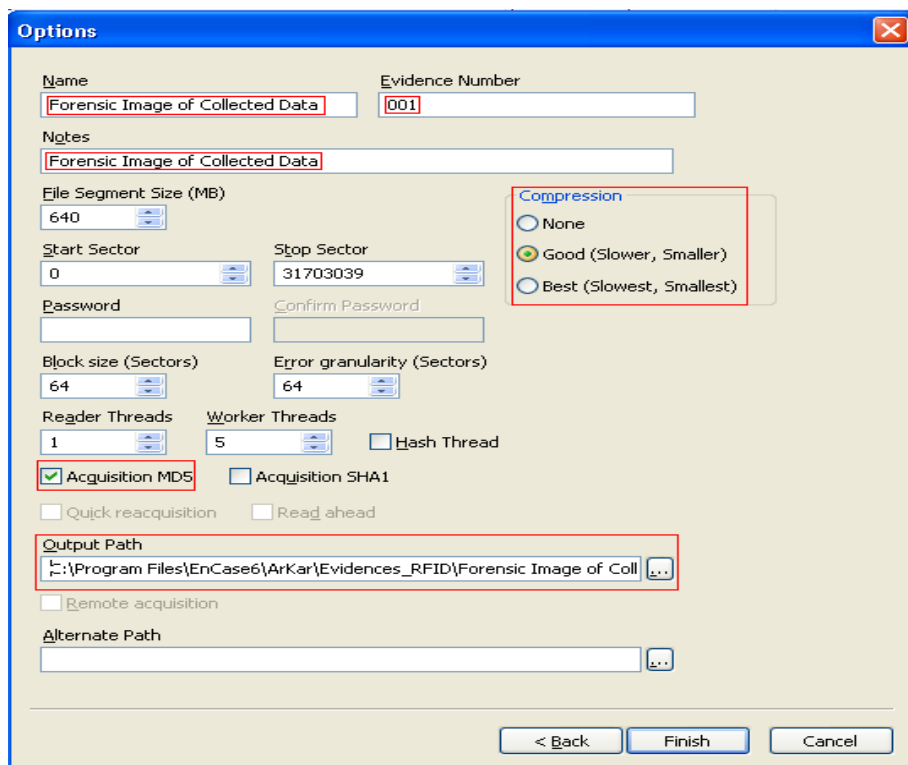 Options
Name Evidence Number
Forensic Image of Collected Data 001
Notes
Forensic Image of Collected Data
File Segment Size (MB) Compression
640 None
Start Sector Stop Sector Good (Slower, Smaller)
0 31703039 Best (Slowest, Smallest)
Password Confirm Password
Block size (Sectors) Error granularity (Sectors)
64 64
Reader Threads Worker Threads
1 5 Hash Thread
Acquisition MD5 Acquisition SHA1
Quick reacquisition Read ahead
Output Path
:\Program Files\EnCase6\ArKar\Evidences_RFID\Forensic Image of Coll ...
Remote acquisition
Alternate Path
...
< Back Finish Cancel